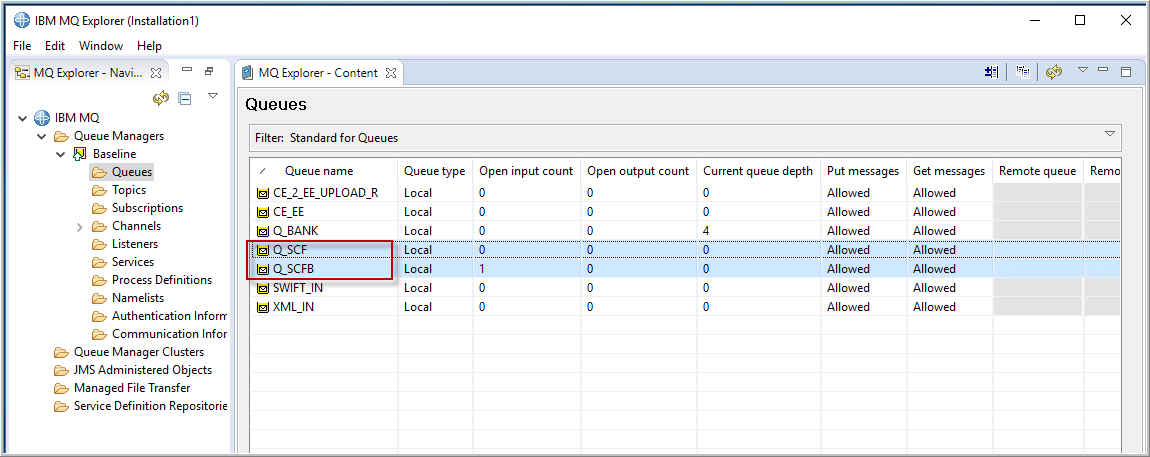 IBM MQ Explorer (Installation1)
File Edit Window Help
MQ Explorer - Navi...
MQ Explorer - Content
IBM MQ
Queue Managers
Baseline
Queues
Topics
Subscriptions
Channels
Listeners
Services
Process Definitions
Namelists
Authentication Inform
Communication Infor
Queue Manager Clusters
JMS Administered Objects
Managed File Transfer
Service Definition Repositorie
Queues
Filter: Standard for Queues
Queue name Queue type Open input count Open output count Current queue depth Put messages Get messages Remote queue Remo
CE_2_EE_UPLOAD_R Local 0 0 0 Allowed Allowed
CE_EE Local 0 0 0 Allowed Allowed
Q_BANK Local 0 0 4 Allowed Allowed
Q_SCF Local 0 0 0 Allowed Allowed
Q_SCFB Local 1 0 0 Allowed Allowed
SWIFT_IN Local 0 0 0 Allowed Allowed
XML_IN Local 0 0 0 Allowed Allowed